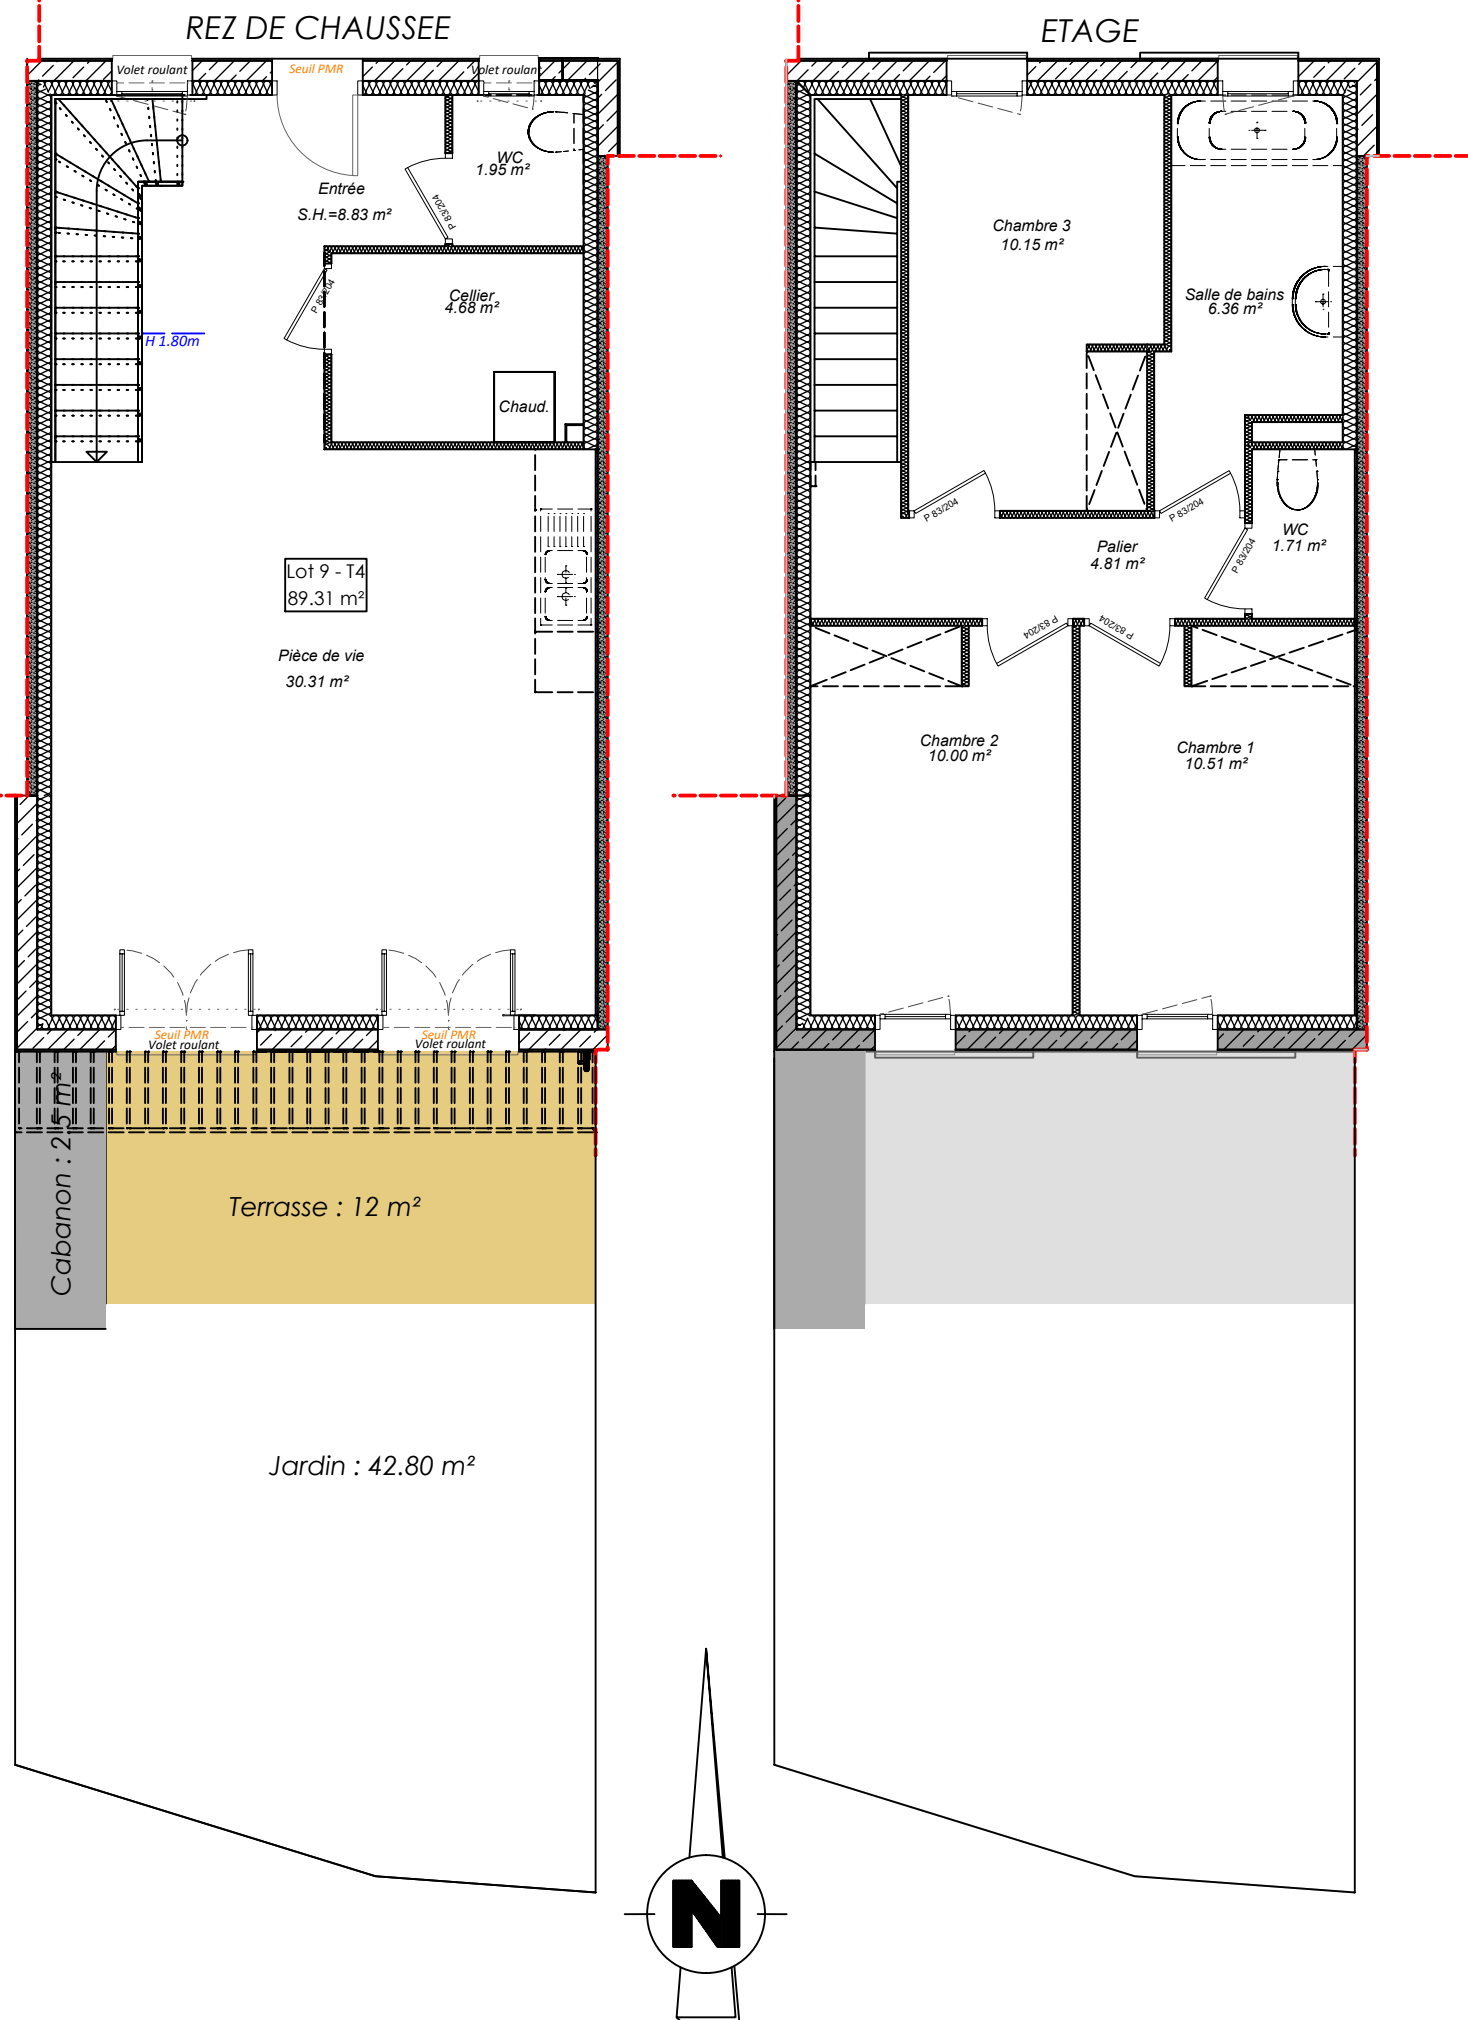 REZ DE CHAUSSEE
Volet roulant
Seuil PMR
Volet roulant
WC
1.95 m²
Entrée
S.H.=8.83 m²
P 83/204
P 83/204
Cellier
4.68 m²
H 1.80m
Chaud.
Lot 9 - T4
89.31 m²
Pièce de vie
30.31 m²
Seuil PMR
Volet roulant
Seuil PMR
Volet roulant
Cabanon : 2.5 m²
Terrasse : 12 m²
Jardin : 42.80 m²
ETAGE
Chambre 3
10.15 m²
Salle de bains
6.36 m²
P 83/204
P 83/204
WC
1.71 m²
Palier
4.81 m²
P 83/204
P 83/204
P 83/204
Chambre 2
10.00 m²
Chambre 1
10.51 m²
N